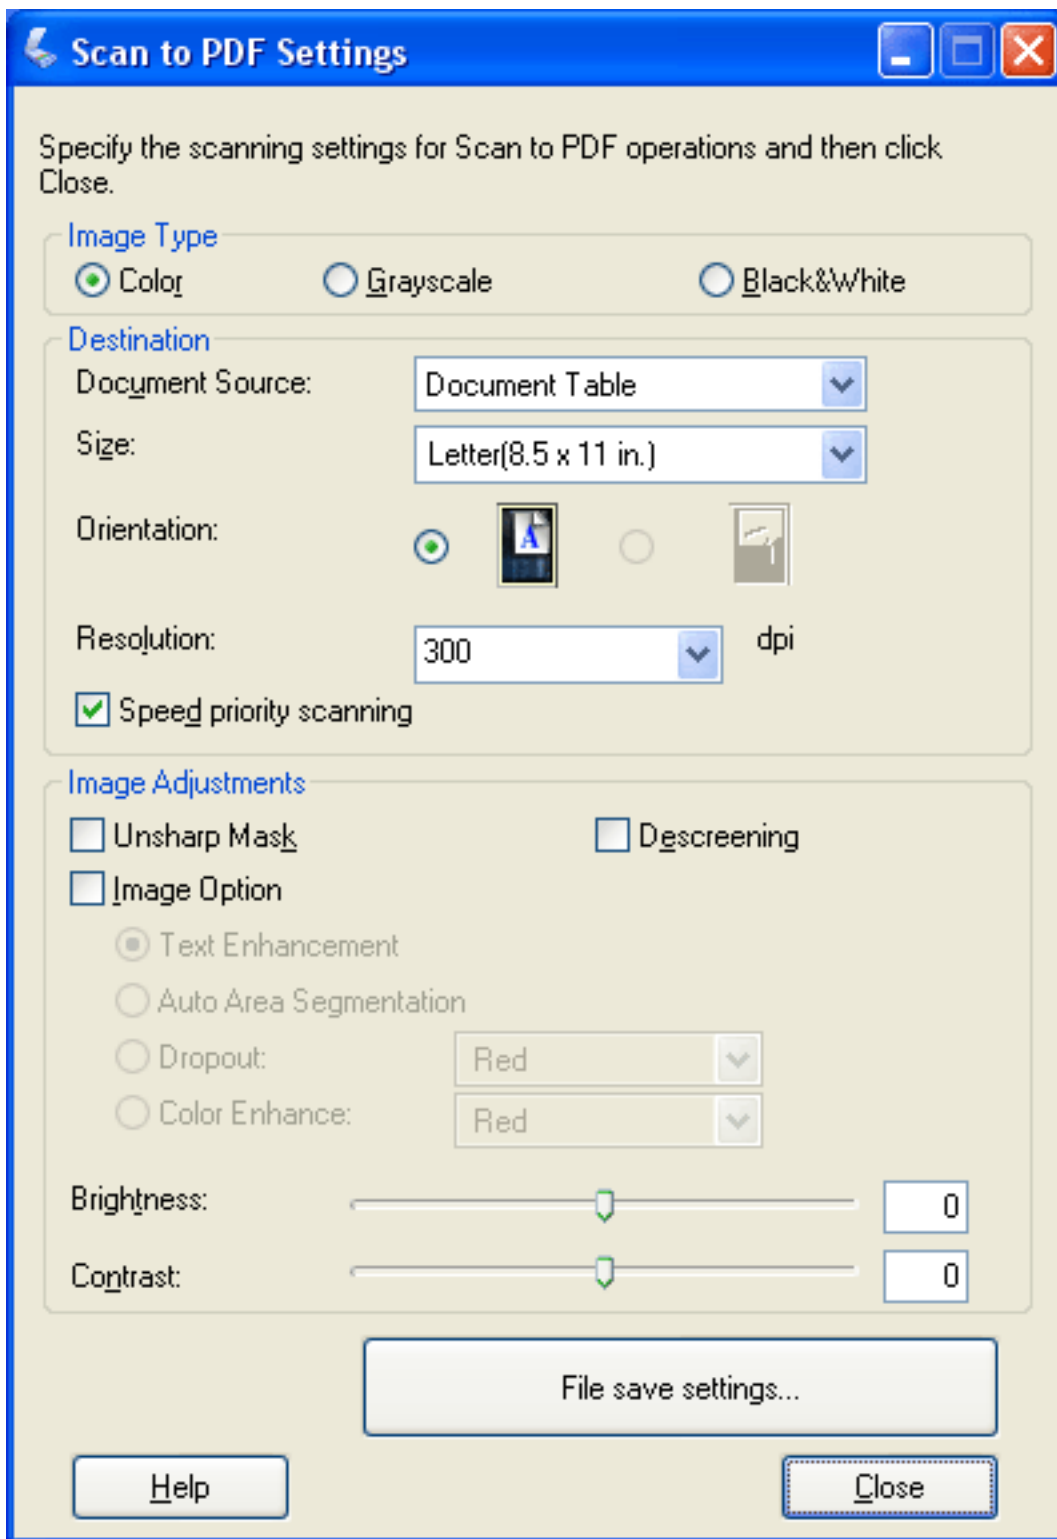 Scan to PDF Settings
Specify the scanning settings for Scan to PDF operations and then click
Close.
Image Type
Color Grayscale Black&White
Destination
Document Source: Document Table
Size: Letter(8.5 x 11 in.)
Orientation: A
Resolution: 300 dpi
Speed priority scanning
Image Adjustments
Unsharp Mask Descreening
Image Option
Text Enhancement
Auto Area Segmentation
Dropout: Red
Color Enhance: Red
Brightness: 0
Contrast: 0
File save settings...
Help Close